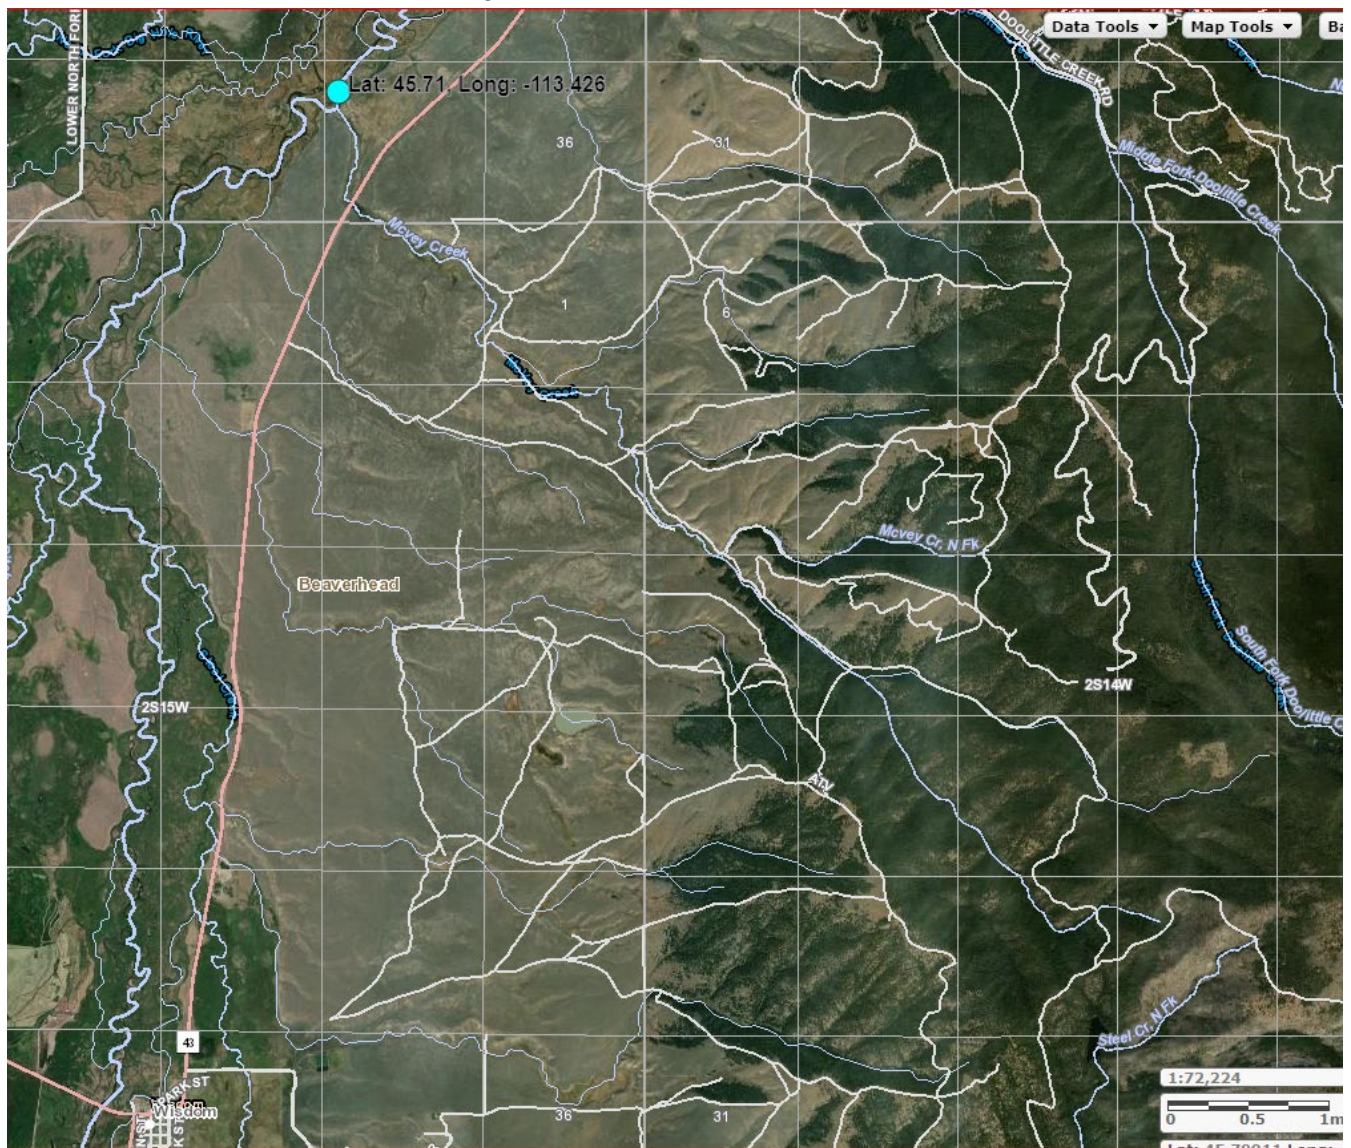 Data Tools
Map Tools
Ba
DOOLITTLE CREEK RD
LOWER NORTH FORK
Lat: 45.71, Long: -113.426
36
31
Middle Fork Doolittle Creek
Mcvey Creek
1
6
Mcvey Cr, N Fk
Beaverhead
South Fork Doolittle C
2S14W
2S15W
ATV
Steel Cr, N Fk
43
PARK ST
Wisdom
36
31
1:72,224
0 0.5 1m